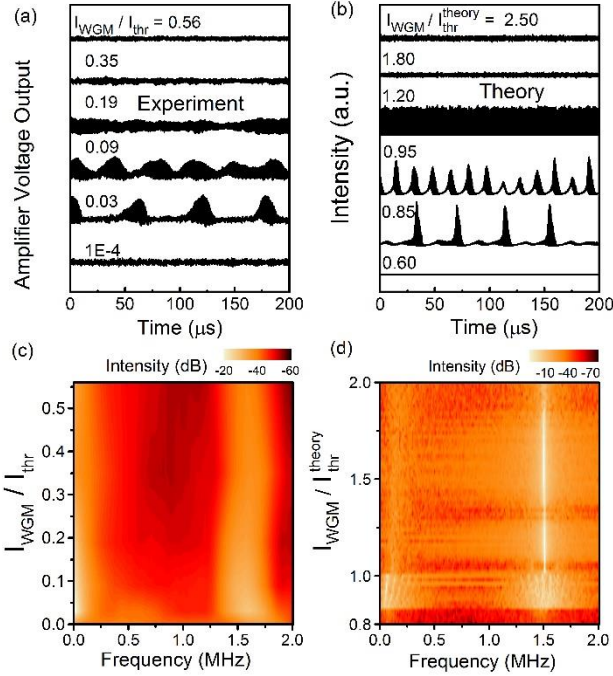 (a)
I_WGM / I_thr = 0.56
0.35
0.19
Experiment
0.09
0.03
1E-4
Amplifier Voltage Output
0 50 100 150 200
Time (μs)
(b)
I_WGM / I_thr^theory = 2.50
1.80
1.20
Theory
0.95
0.85
0.60
Intensity (a.u.)
0 50 100 150 200
Time (μs)
(c)
Intensity (dB)
-20 -40 -60
0.5
0.4
0.3
0.2
0.1
0.0
I_WGM / I_thr
0.0 0.5 1.0 1.5 2.0
Frequency (MHz)
(d)
Intensity (dB)
-10 -40 -70
2.0
1.5
1.0
0.8
I_WGM / I_thr^theory
0.0 0.5 1.0 1.5 2.0
Frequency (MHz)